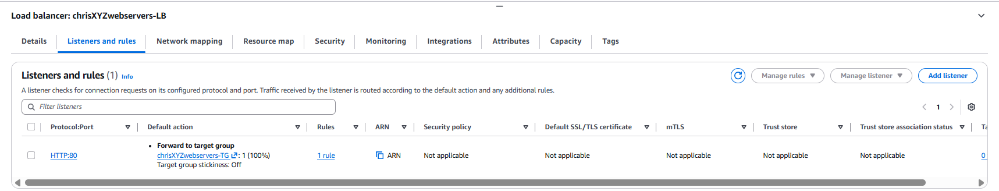 Load balancer: chrisXYZwebservers-LB
Details Listeners and rules Network mapping Resource map Security Monitoring Integrations Attributes Capacity Tags
Listeners and rules (1) Info Manage rules Manage listener Add listener
A listener checks for connection requests on its configured protocol and port. Traffic received by the listener is routed according to the default action and any additional rules.
Filter listeners 1
Protocol:Port Default action Rules ARN Security policy Default SSL/TLS certificate mTLS Trust store Trust store association status Ta
• Forward to target group
HTTP:80 chrisXYZwebservers-TG : 1 (100%) 1 rule ARN Not applicable Not applicable Not applicable Not applicable Not applicable 0
Target group stickiness: Off